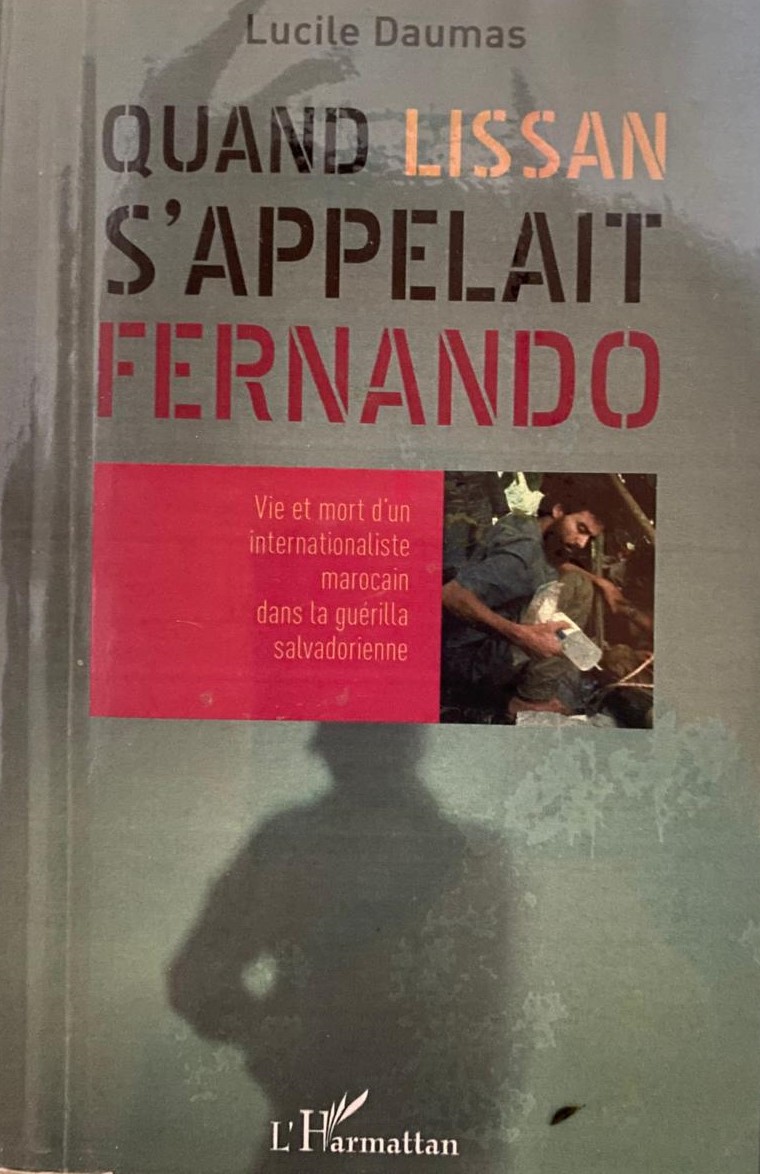 Lucile Daumas
QUAND LISSAN
S'APPELAIT
FERNANDO
Vie et mort d'un
internationaliste
marocain
dans la guérilla
salvadorienne
L'Harmattan